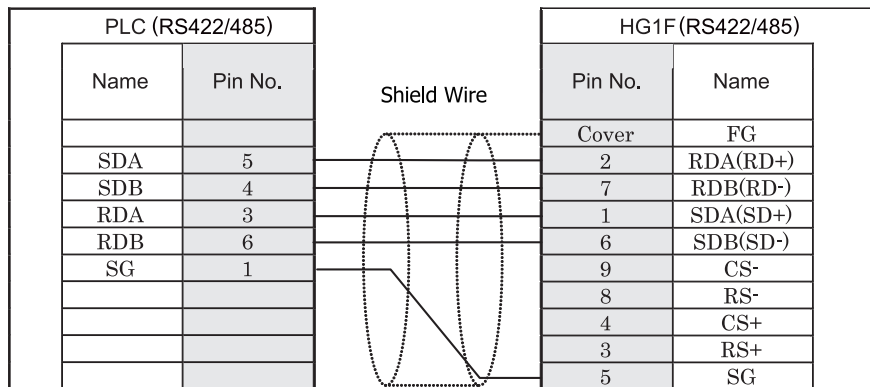 PLC (RS422/485) HG1F(RS422/485)
Name Pin No. Shield Wire Pin No. Name
Cover FG
SDA 5 2 RDA(RD+)
SDB 4 7 RDB(RD-)
RDA 3 1 SDA(SD+)
RDB 6 6 SDB(SD-)
SG 1 9 CS-
8 RS-
4 CS+
3 RS+
5 SG